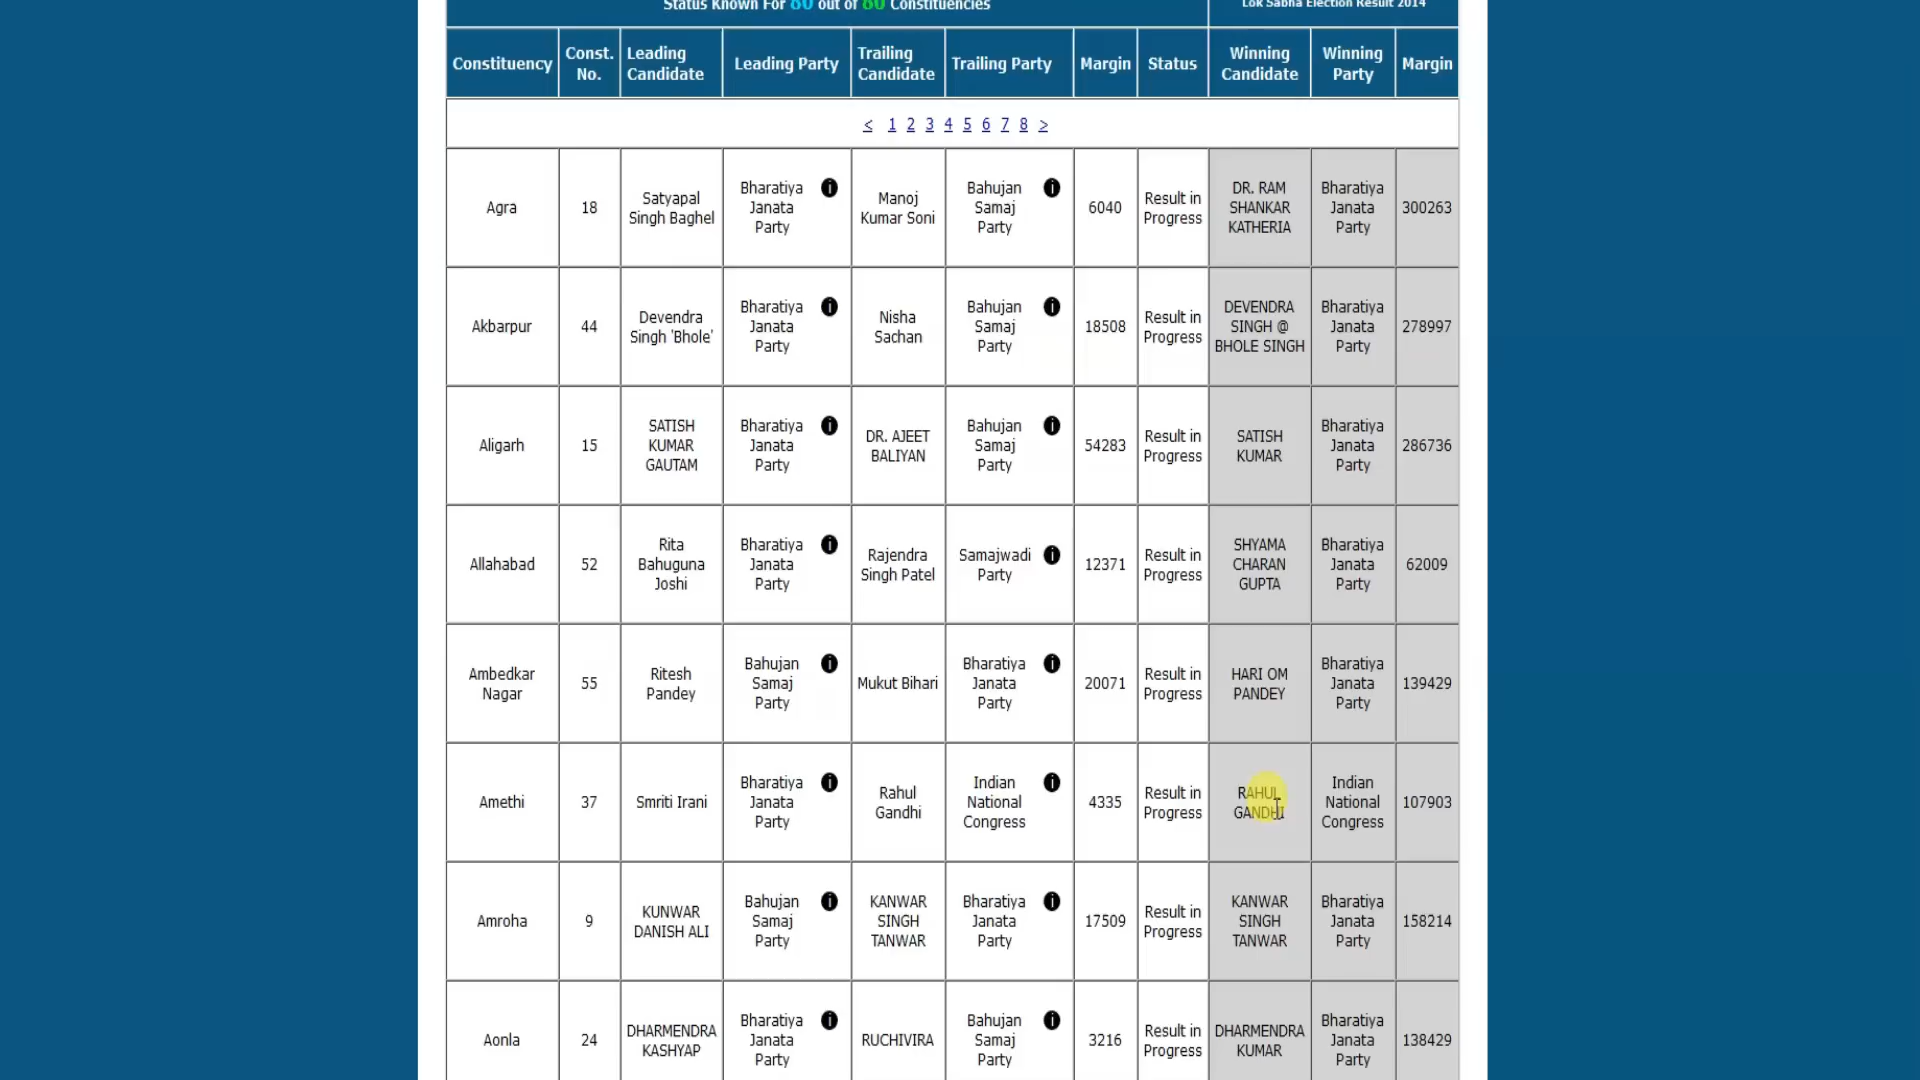 Status Known For 80 out of 80 Constituencies
Lok Sabha Election Result 2014
Constituency Const. No. Leading Candidate Leading Party Trailing Candidate Trailing Party Margin Status Winning Candidate Winning Party Margin
< 1 2 3 4 5 6 7 8 >
Agra 18 Satyapal Singh Baghel Bharatiya Janata Party i Manoj Kumar Soni Bahujan Samaj Party i 6040 Result in Progress DR. RAM SHANKAR KATHERIA Bharatiya Janata Party 300263
Akbarpur 44 Devendra Singh 'Bhole' Bharatiya Janata Party i Nisha Sachan Bahujan Samaj Party i 18508 Result in Progress DEVENDRA SINGH @ BHOLE SINGH Bharatiya Janata Party 278997
Aligarh 15 SATISH KUMAR GAUTAM Bharatiya Janata Party i DR. AJEET BALIYAN Bahujan Samaj Party i 54283 Result in Progress SATISH KUMAR Bharatiya Janata Party 286736
Allahabad 52 Rita Bahuguna Joshi Bharatiya Janata Party i Rajendra Singh Patel Samajwadi Party i 12371 Result in Progress SHYAMA CHARAN GUPTA Bharatiya Janata Party 62009
Ambedkar Nagar 55 Ritesh Pandey Bahujan Samaj Party i Mukut Bihari Bharatiya Janata Party i 20071 Result in Progress HARI OM PANDEY Bharatiya Janata Party 139429
Amethi 37 Smriti Irani Bharatiya Janata Party i Rahul Gandhi Indian National Congress i 4335 Result in Progress RAHUL GANDHI Indian National Congress 107903
Amroha 9 KUNWAR DANISH ALI Bahujan Samaj Party i KANWAR SINGH TANWAR Bharatiya Janata Party i 17509 Result in Progress KANWAR SINGH TANWAR Bharatiya Janata Party 158214
Aonla 24 DHARMENDRA KASHYAP Bharatiya Janata Party i RUCHIVIRA Bahujan Samaj Party i 3216 Result in Progress DHARMENDRA KUMAR Bharatiya Janata Party 138429